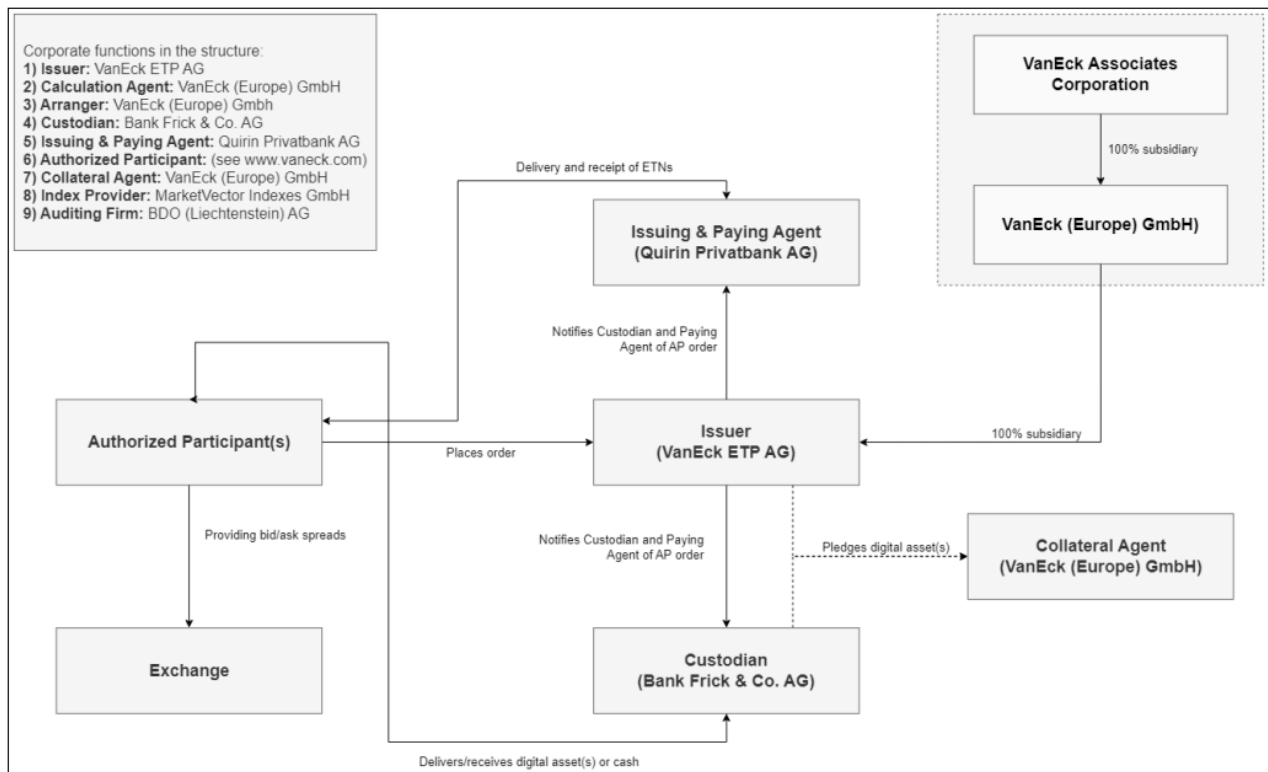 Corporate functions in the structure:
1) Issuer: VanEck ETP AG
2) Calculation Agent: VanEck (Europe) GmbH
3) Arranger: VanEck (Europe) Gmbh
4) Custodian: Bank Frick & Co. AG
5) Issuing & Paying Agent: Quirin Privatbank AG
6) Authorized Participant: (see www.vaneck.com)
7) Collateral Agent: VanEck (Europe) GmbH
8) Index Provider: MarketVector Indexes GmbH
9) Auditing Firm: BDO (Liechtenstein) AG
VanEck Associates
Corporation
100% subsidiary
VanEck (Europe) GmbH)
Delivery and receipt of ETNs
Issuing & Paying Agent
(Quirin Privatbank AG)
Notifies Custodian and Paying
Agent of AP order
Authorized Participant(s)
Places order
Issuer
(VanEck ETP AG)
100% subsidiary
Providing bid/ask spreads
Notifies Custodian and Paying
Agent of AP order
Pledges digital asset(s)
Collateral Agent
(VanEck (Europe) GmbH)
Exchange
Custodian
(Bank Frick & Co. AG)
Delivers/receives digital asset(s) or cash